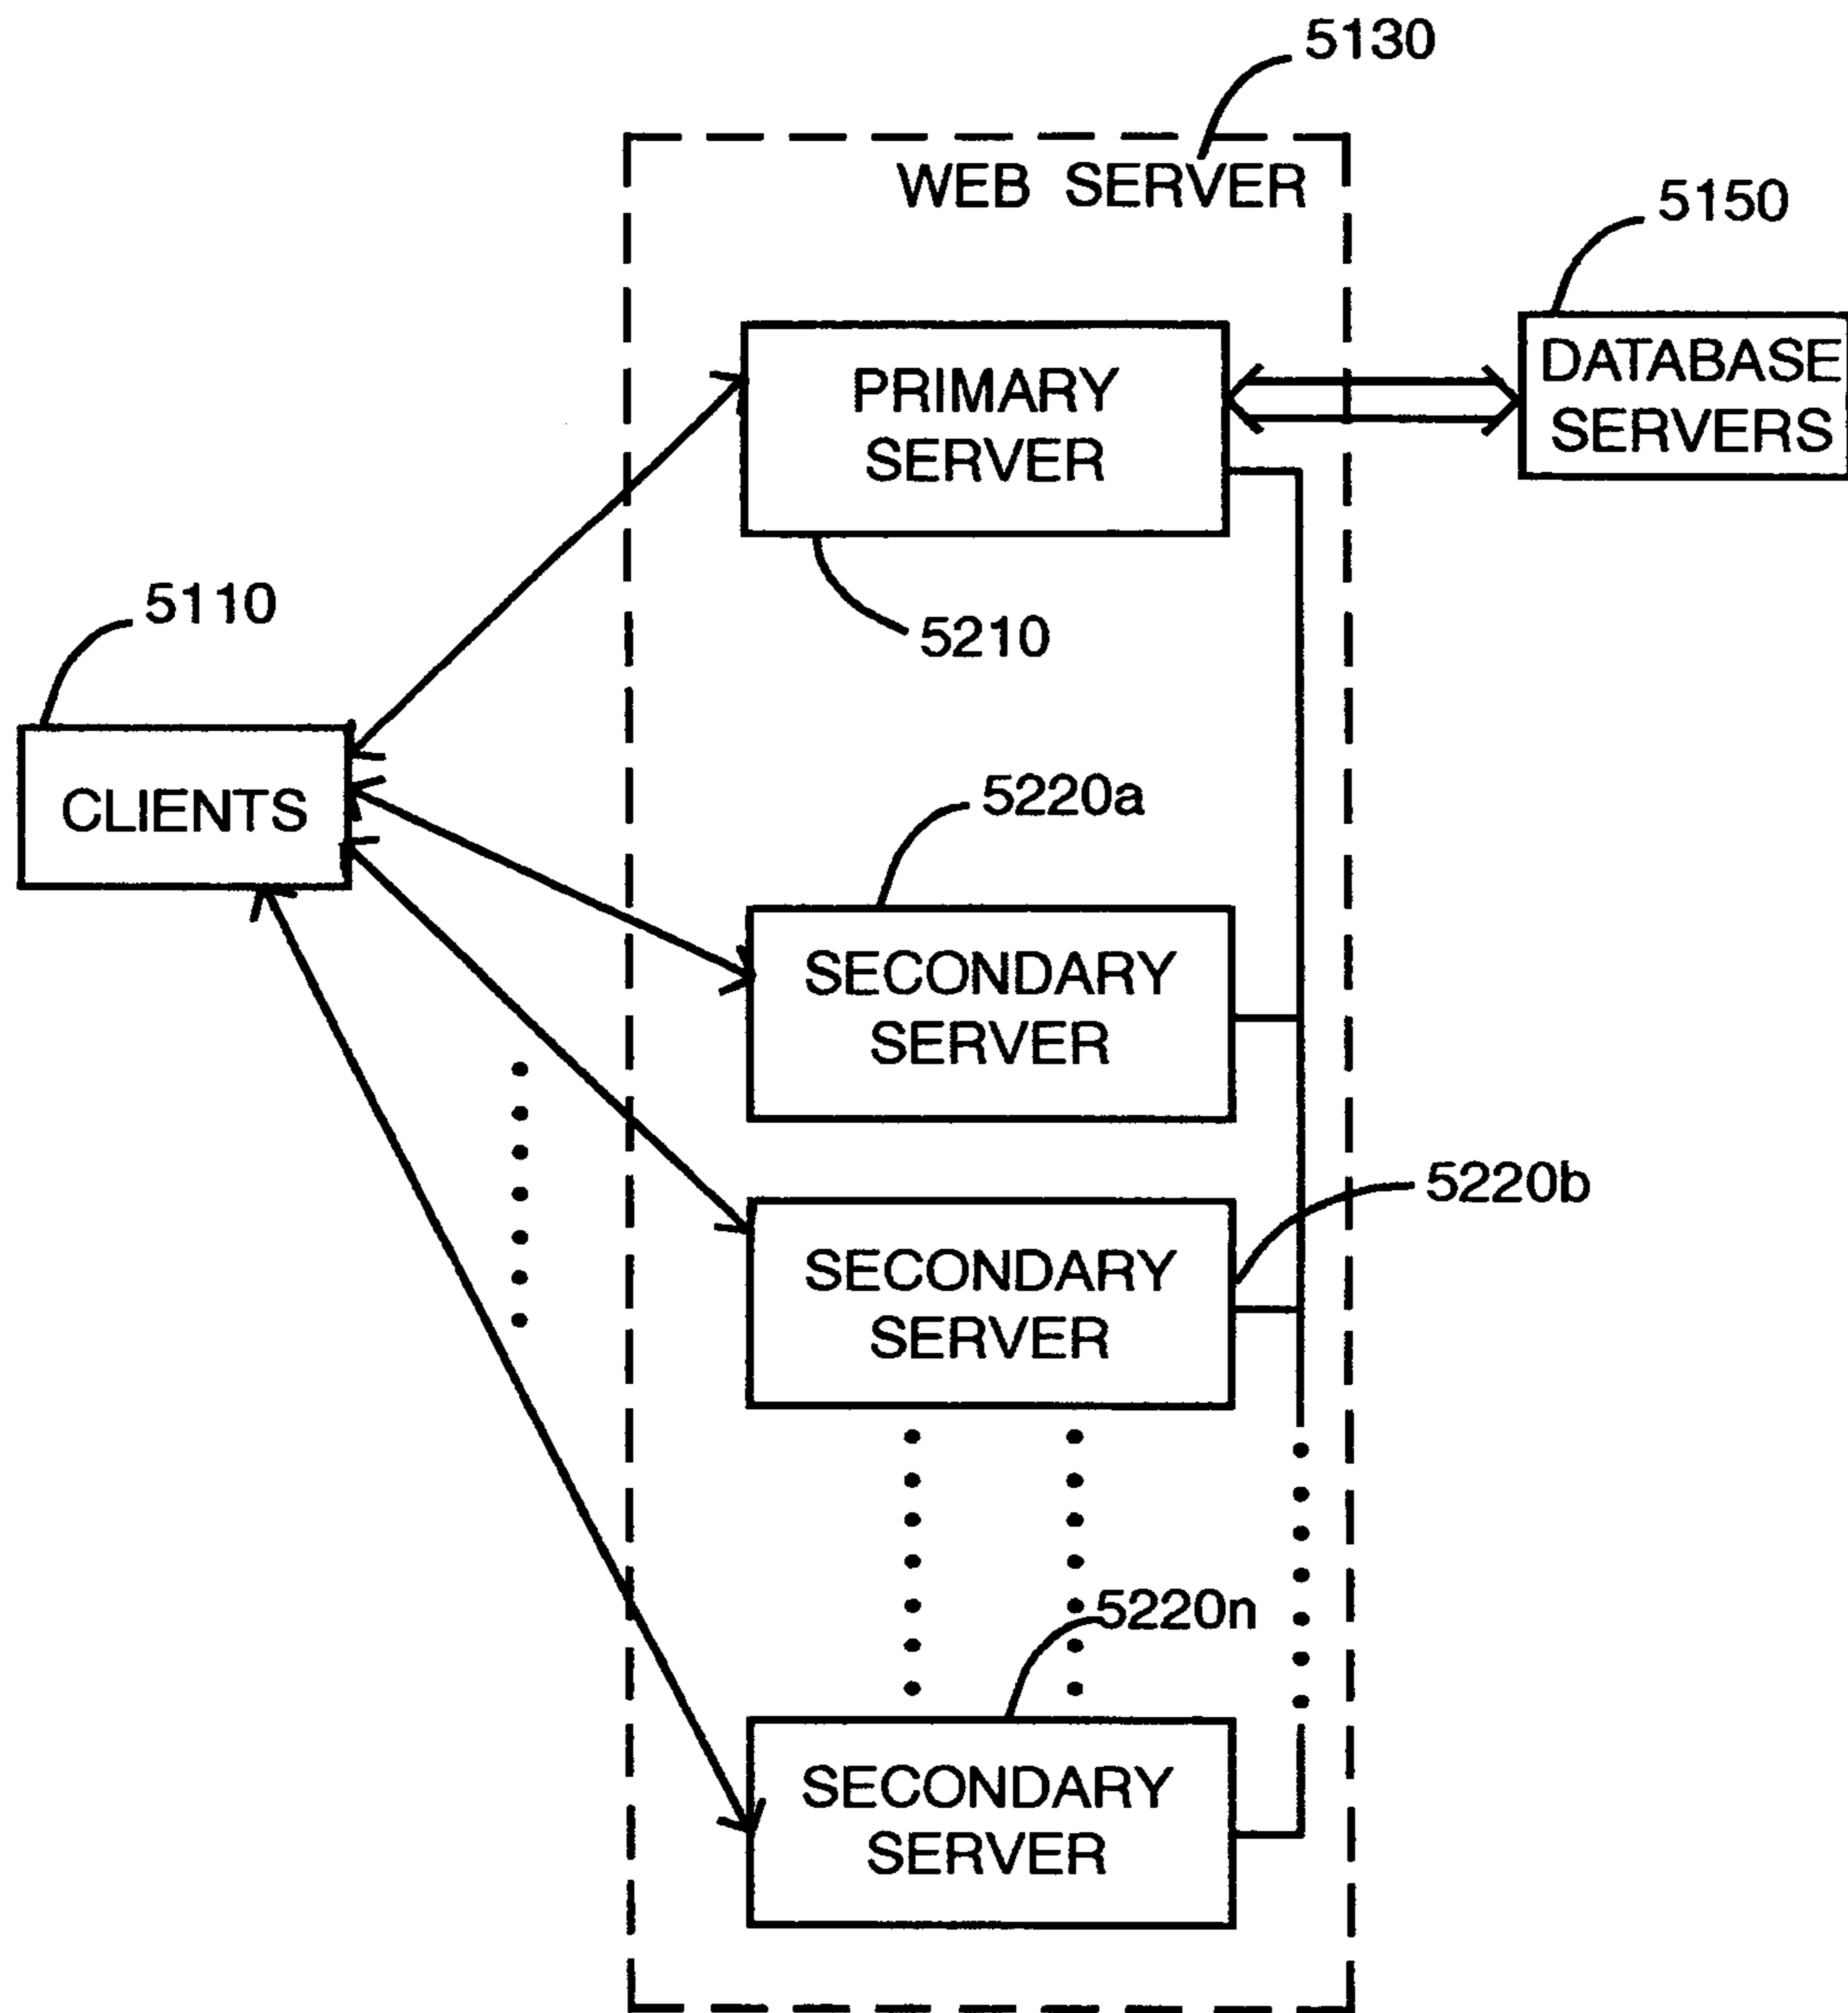 5130
WEB SERVER
5150
PRIMARY
SERVER
DATABASE
SERVERS
5110
5210
CLIENTS
5220a
SECONDARY
SERVER
5220b
SECONDARY
SERVER
5220n
SECONDARY
SERVER